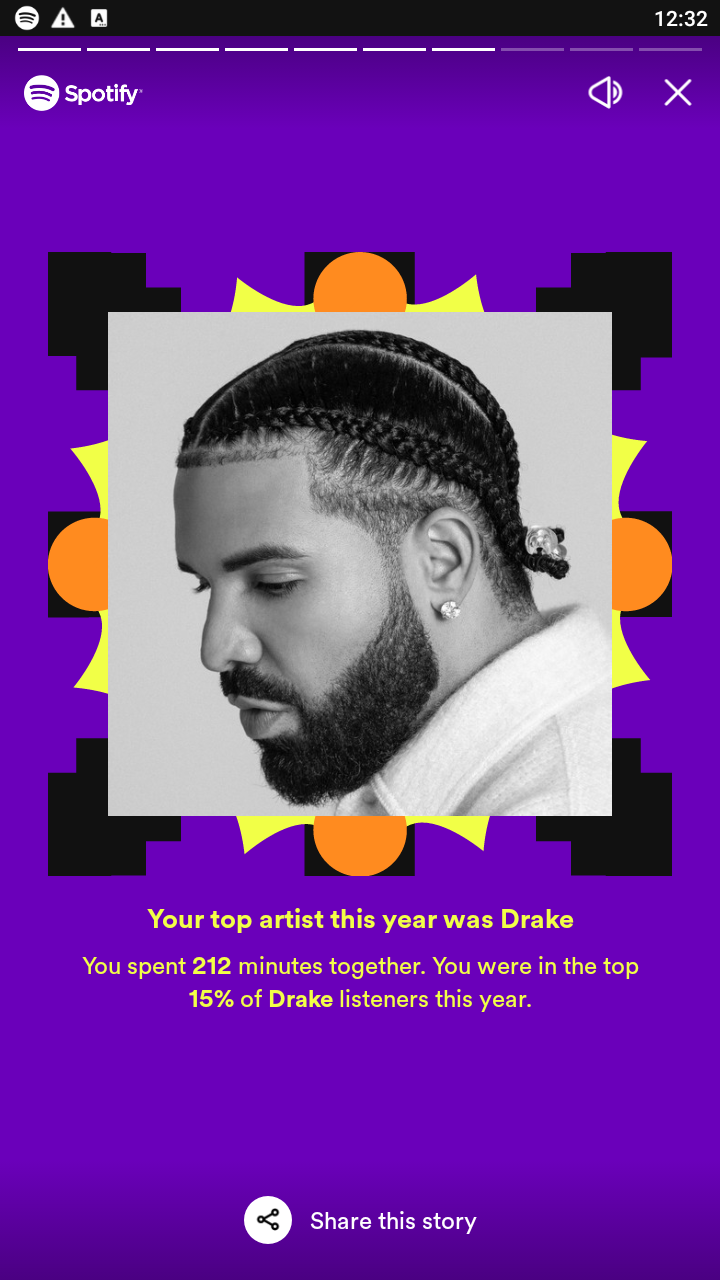 12:32
Spotify
Your top artist this year was Drake
You spent 212 minutes together. You were in the top
15% of Drake listeners this year.
Share this story